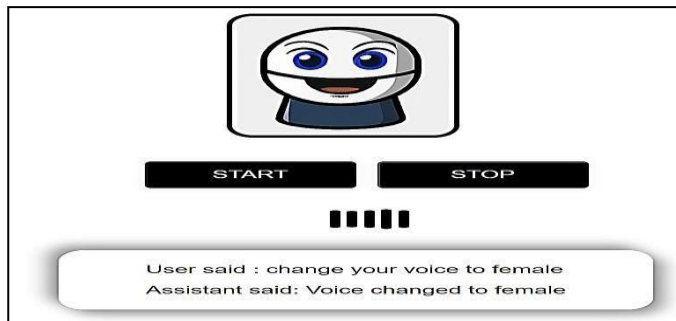 START
STOP
User said : change your voice to female
Assistant said: Voice changed to female